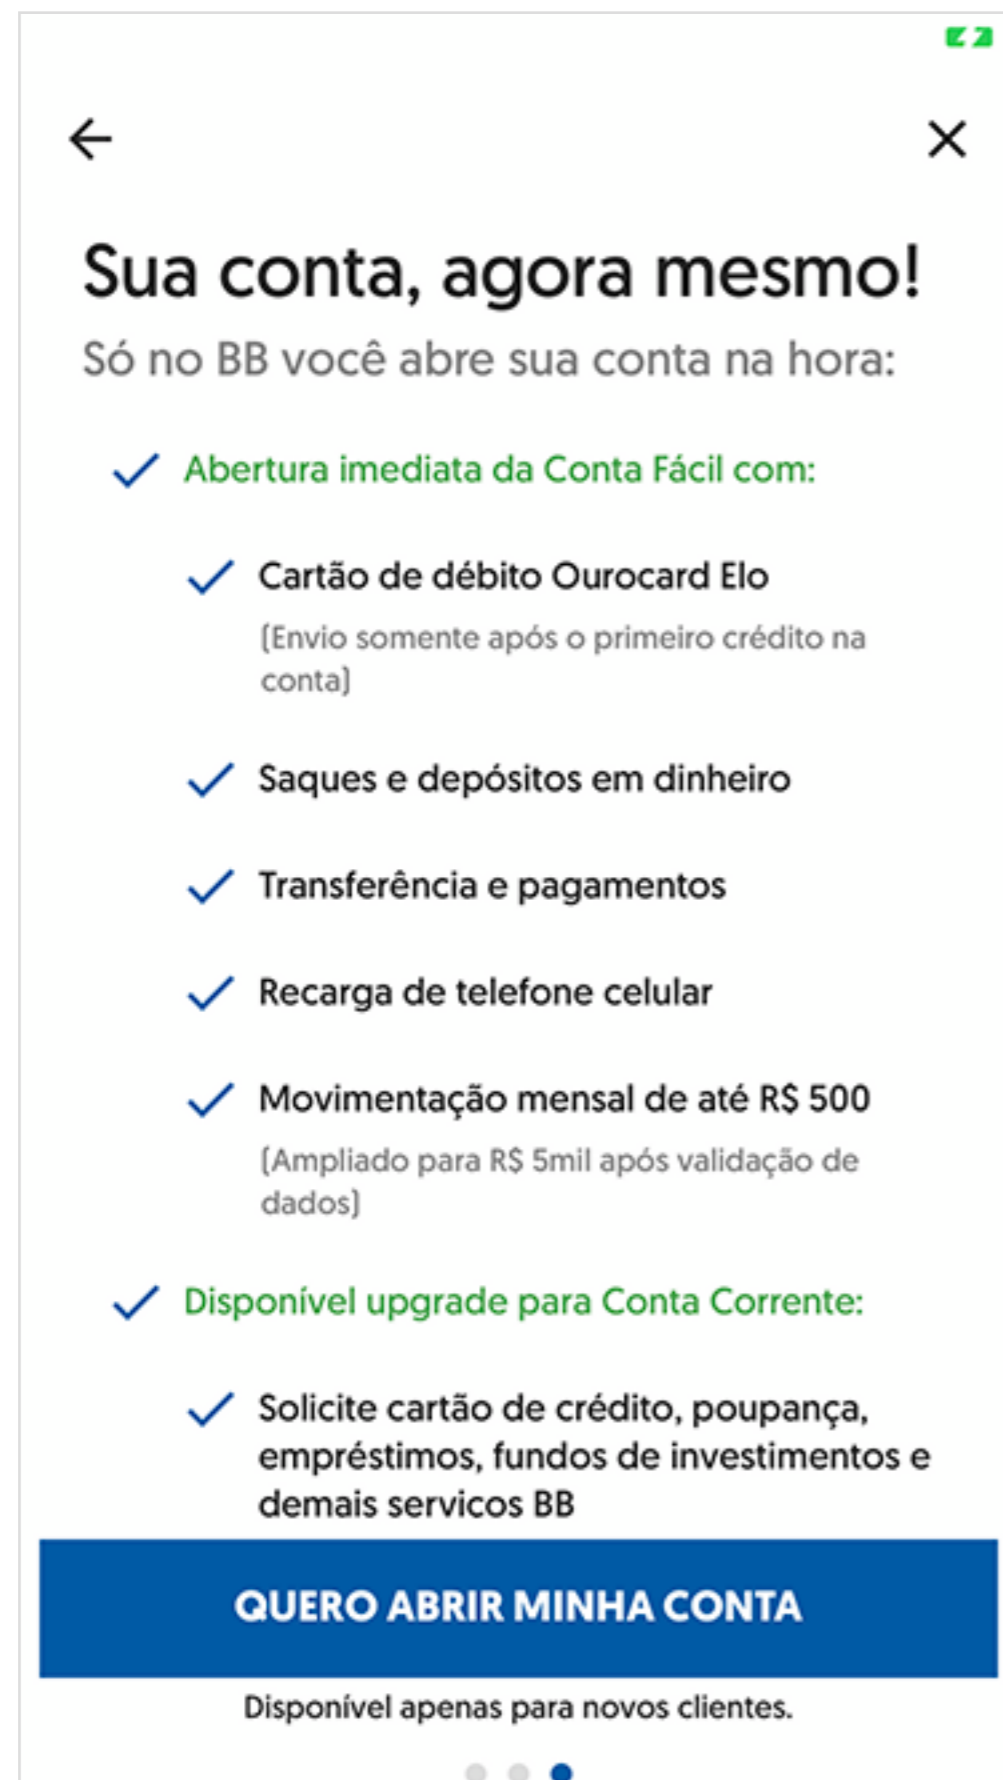 Sua conta, agora mesmo!
Só no BB você abre sua conta na hora:
Abertura imediata da Conta Fácil com:
Cartão de débito Ourocard Elo
(Envio somente após o primeiro crédito na
conta)
Saques e depósitos em dinheiro
Transferência e pagamentos
Recarga de telefone celular
Movimentação mensal de até R$ 500
(Ampliado para R$ 5mil após validação de
dados)
Disponível upgrade para Conta Corrente:
Solicite cartão de crédito, poupança,
empréstimos, fundos de investimentos e
demais servicos BB
QUERO ABRIR MINHA CONTA
Disponível apenas para novos clientes.